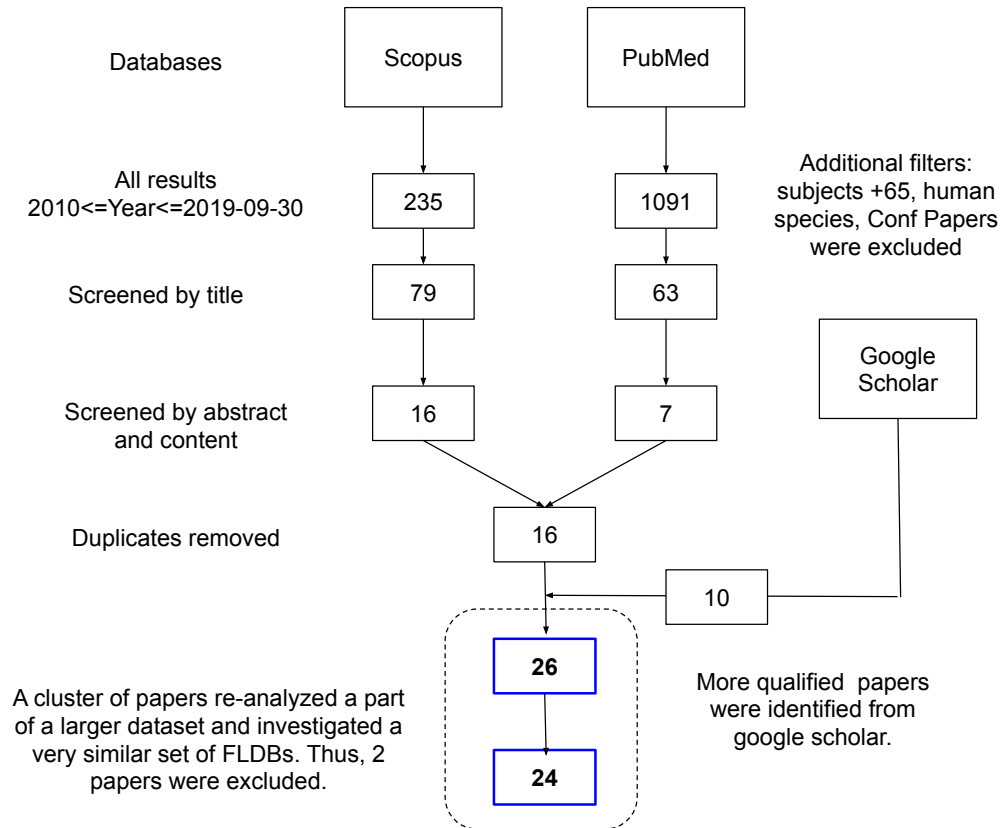 Databases
Scopus
PubMed
All results
2010<=Year<=2019-09-30
235
1091
Additional filters:
subjects +65, human
species, Conf Papers
were excluded
Screened by title
79
63
Google
Scholar
Screened by abstract
and content
16
7
Duplicates removed
16
10
26
A cluster of papers re-analyzed a part
of a larger dataset and investigated a
very similar set of FLDBs. Thus, 2
papers were excluded.
More qualified papers
were identified from
google scholar.
24